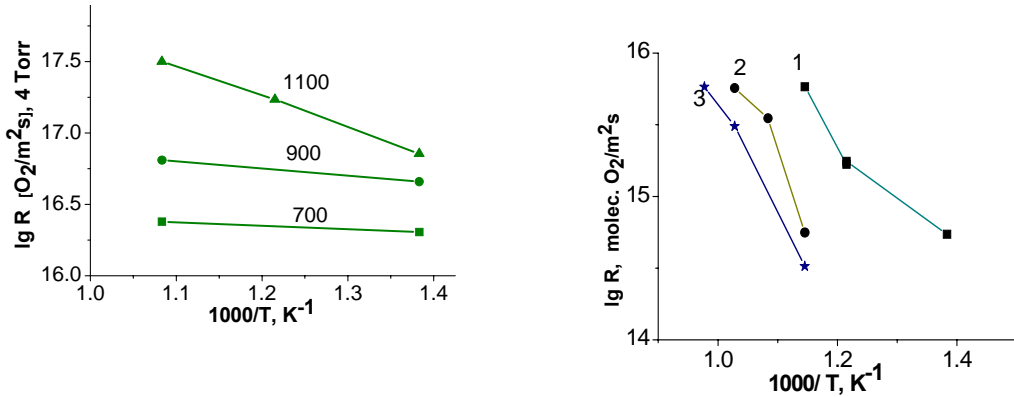 lg R [O2/m2s], 4 Torr
17.5
17.0
16.5
16.0
1100
900
700
1.0 1.1 1.2 1.3 1.4
1000/T, K-1
lg R, molec. O2/m2s
16
15
14
1
2
3
1.0 1.2 1.4
1000/ T, K-1